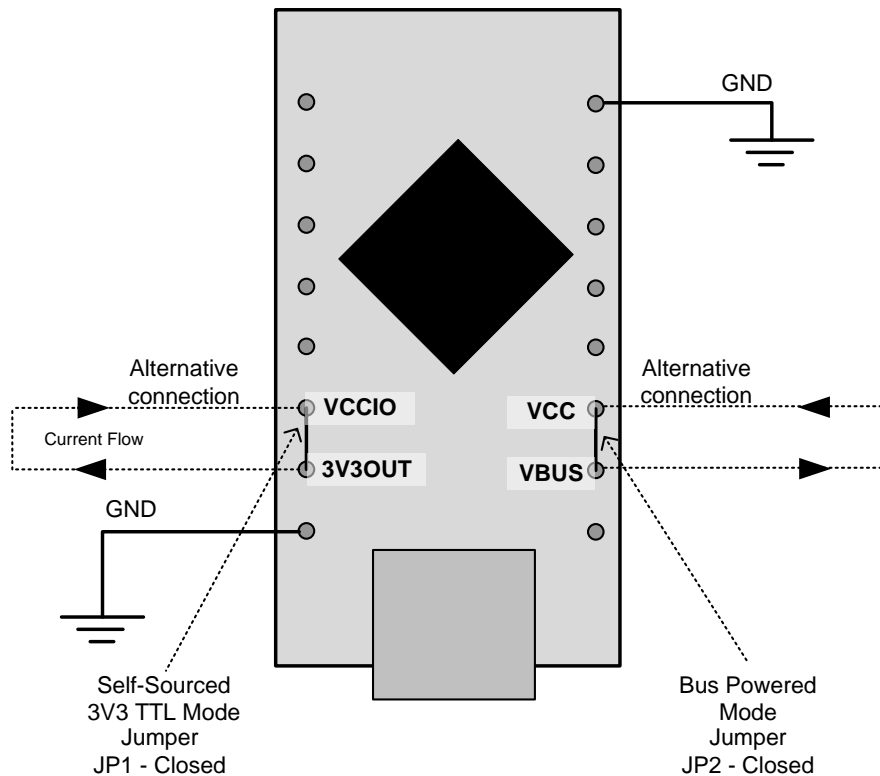 GND
Alternative
connection
Alternative
connection
VCCIO
VCC
Current Flow
3V3OUT
VBUS
GND
Self-Sourced
3V3 TTL Mode
Jumper
JP1 - Closed
Bus Powered
Mode
Jumper
JP2 - Closed